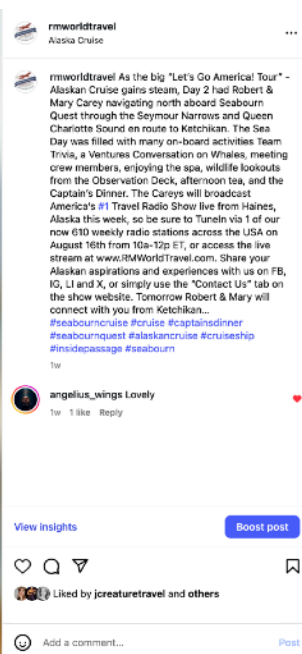 rmworldtravel
Alaska Cruise
rmworldtravel As the big "Let's Go America! Tour" -
Alaskan Cruise gains steam, Day 2 had Robert &
Mary Carey navigating north aboard Seabourn
Quest through the Seymour Narrows and Queen
Charlotte Sound en route to Ketchikan. The Sea
Day was filled with many on-board activities Team
Trivia, a Ventures Conversation on Whales, meeting
crew members, enjoying the spa, wildlife lookouts
from the Observation Deck, afternoon tea, and the
Captain's Dinner. The Careys will broadcast
America's #1 Travel Radio Show live from Haines,
Alaska this week, so be sure to TuneIn via 1 of our
now 610 weekly radio stations across the USA on
August 16th from 10a-12p ET, or access the live
stream at www.RMWorldTravel.com. Share your
Alaskan aspirations and experiences with us on FB,
IG, LI and X, or simply use the "Contact Us" tab on
the show website. Tomorrow Robert & Mary will
connect with you from Ketchikan...
#seabourncruise #cruise #captainsdinner
#seabournquest #alaskancruise #cruiseship
#insidepassage #seabourn
1w
angelius_wings Lovely
1w 1 like Reply
View insights
Boost post
Liked by jcreaturetravel and others
Add a comment...
Post